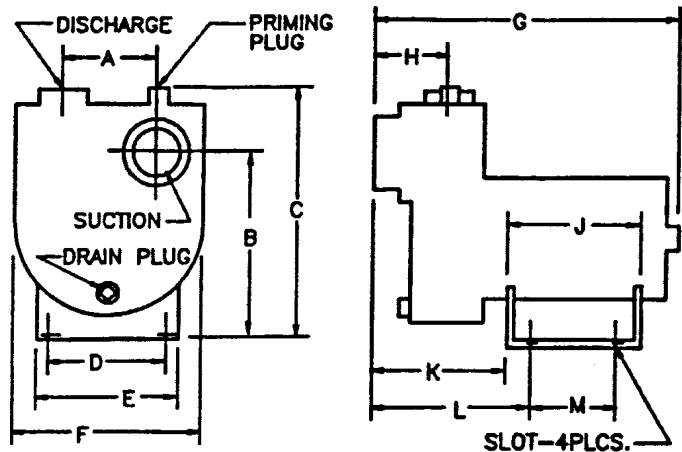 DISCHARGE
PRIMING
PLUG
A
G
H
SUCTION
B
C
J
DRAIN PLUG
D
E
F
K
L
M
SLOT-4PLCS.